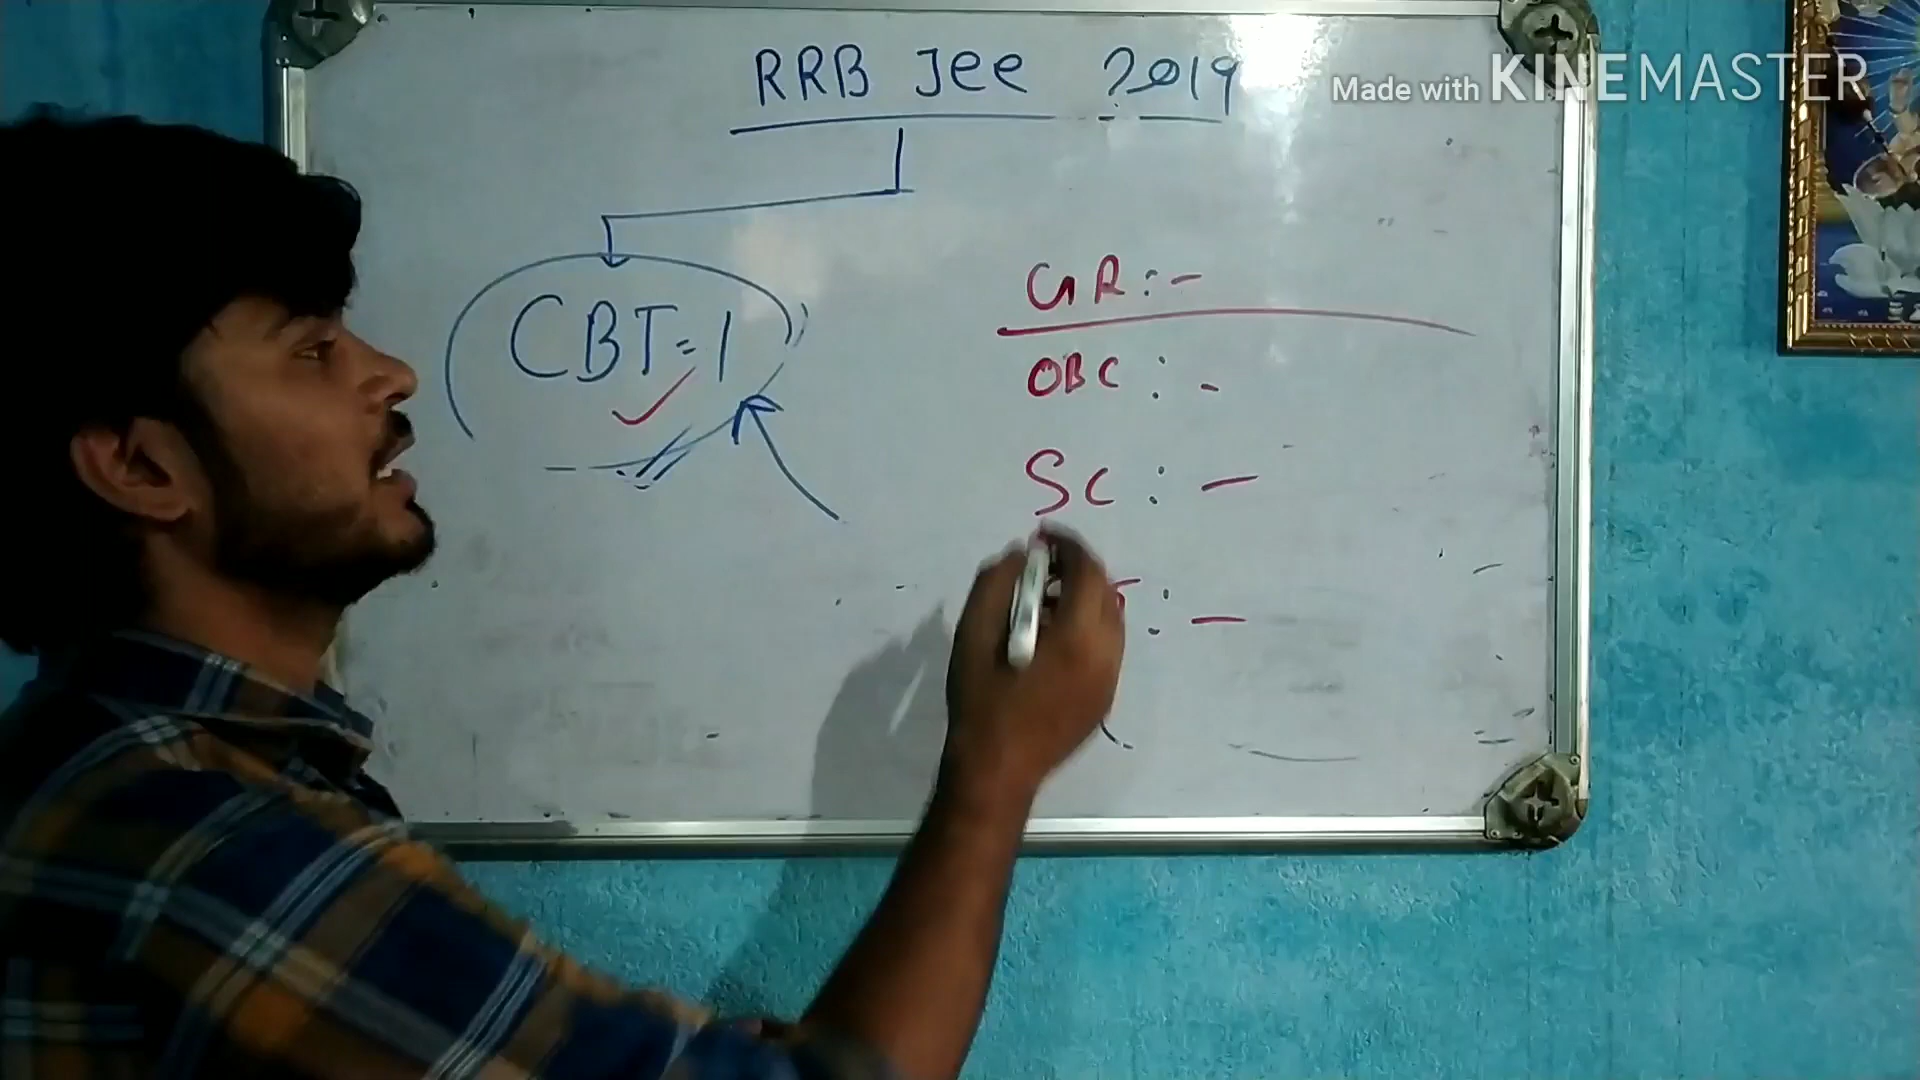 RRB Jee 2019
Made with KINEMASTER
CBT = 1
GR :-
OBC : -
SC : -
T : -